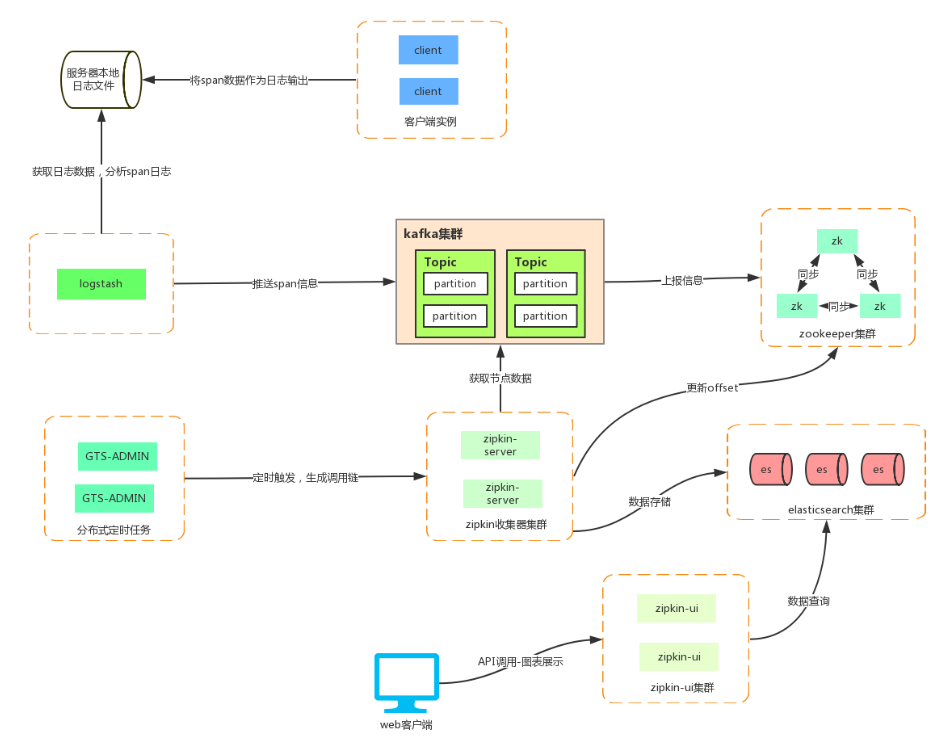 client
client
客户端实例
服务器本地
日志文件
将span数据作为日志输出
获取日志数据，分析span日志
logstash
推送span信息
kafka集群
Topic
partition
partition
Topic
partition
partition
上报信息
zk
同步
同步
zk
同步
zk
zookeeper集群
获取节点数据
更新offset
GTS-ADMIN
GTS-ADMIN
分布式定时任务
定时触发，生成调用链
zipkin-
server
zipkin-
server
zipkin收集器集群
数据存储
es
es
es
elasticsearch集群
数据查询
zipkin-ui
zipkin-ui
zipkin-ui集群
API调用-图表展示
web客户端